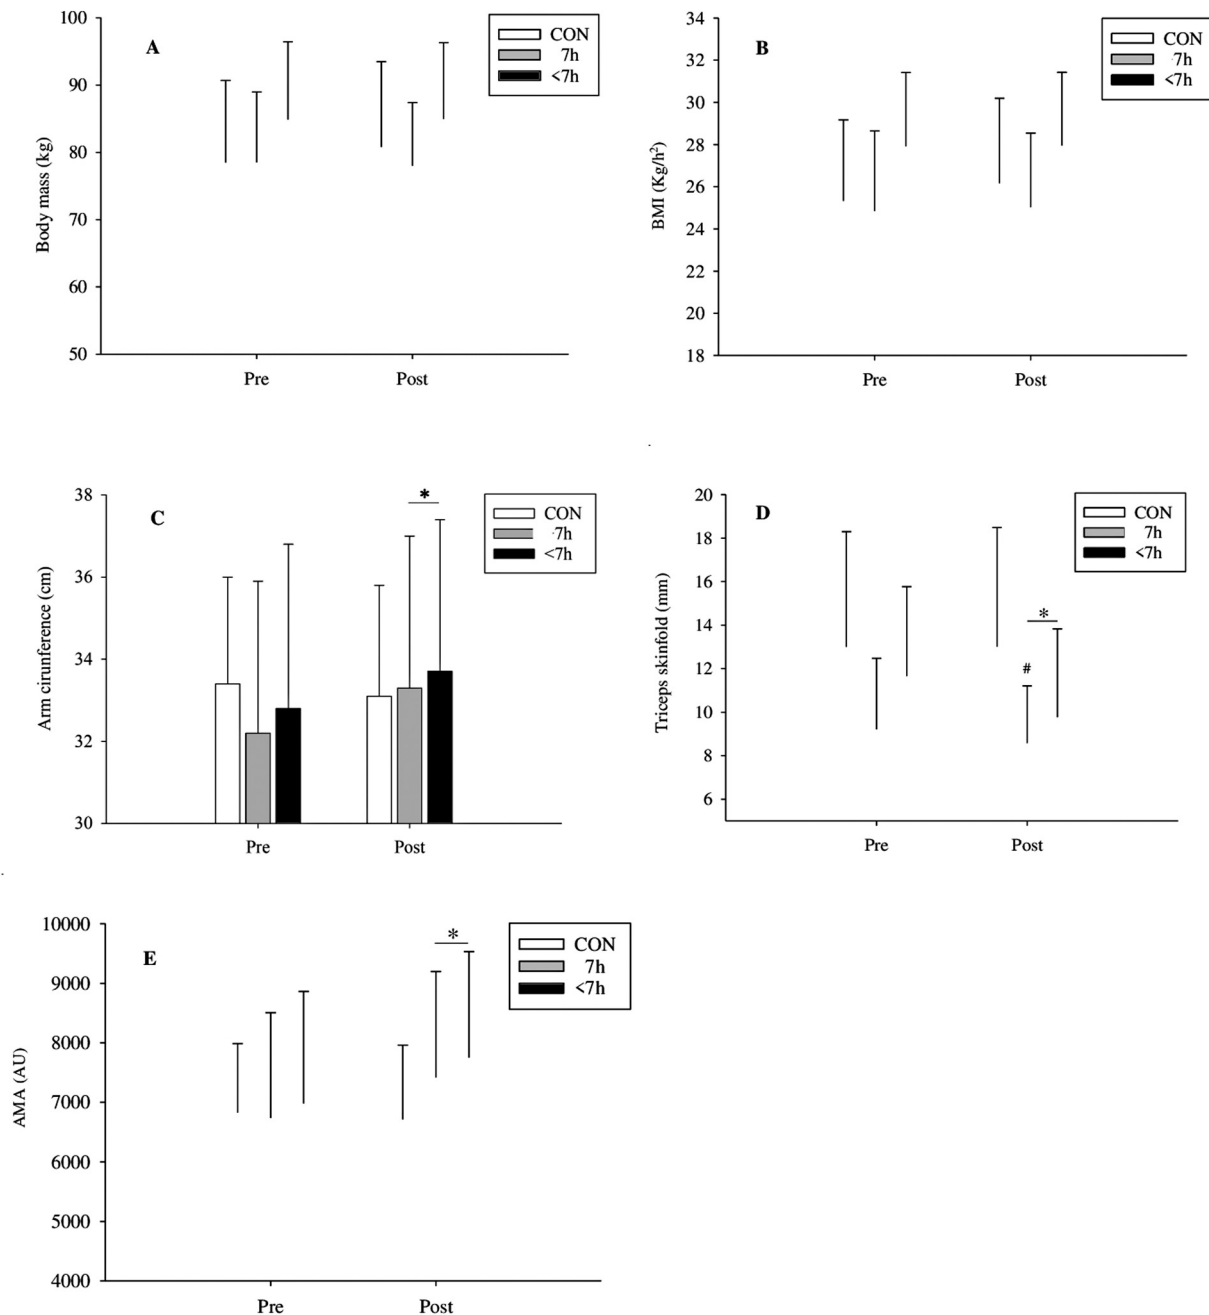 A
CON
7h
<7h
Body mass (kg)
100
90
80
70
60
50
Pre
Post
B
CON
7h
<7h
BMI (Kg/h²)
34
32
30
28
26
24
22
20
18
Pre
Post
C
*
CON
7h
<7h
Arm cirunference (cm)
38
36
34
32
30
Pre
Post
D
*
#
CON
7h
<7h
Triceps skinfold (mm)
20
18
16
14
12
10
8
6
Pre
Post
E
*
CON
7h
<7h
AMA (AU)
10000
9000
8000
7000
6000
5000
4000
Pre
Post